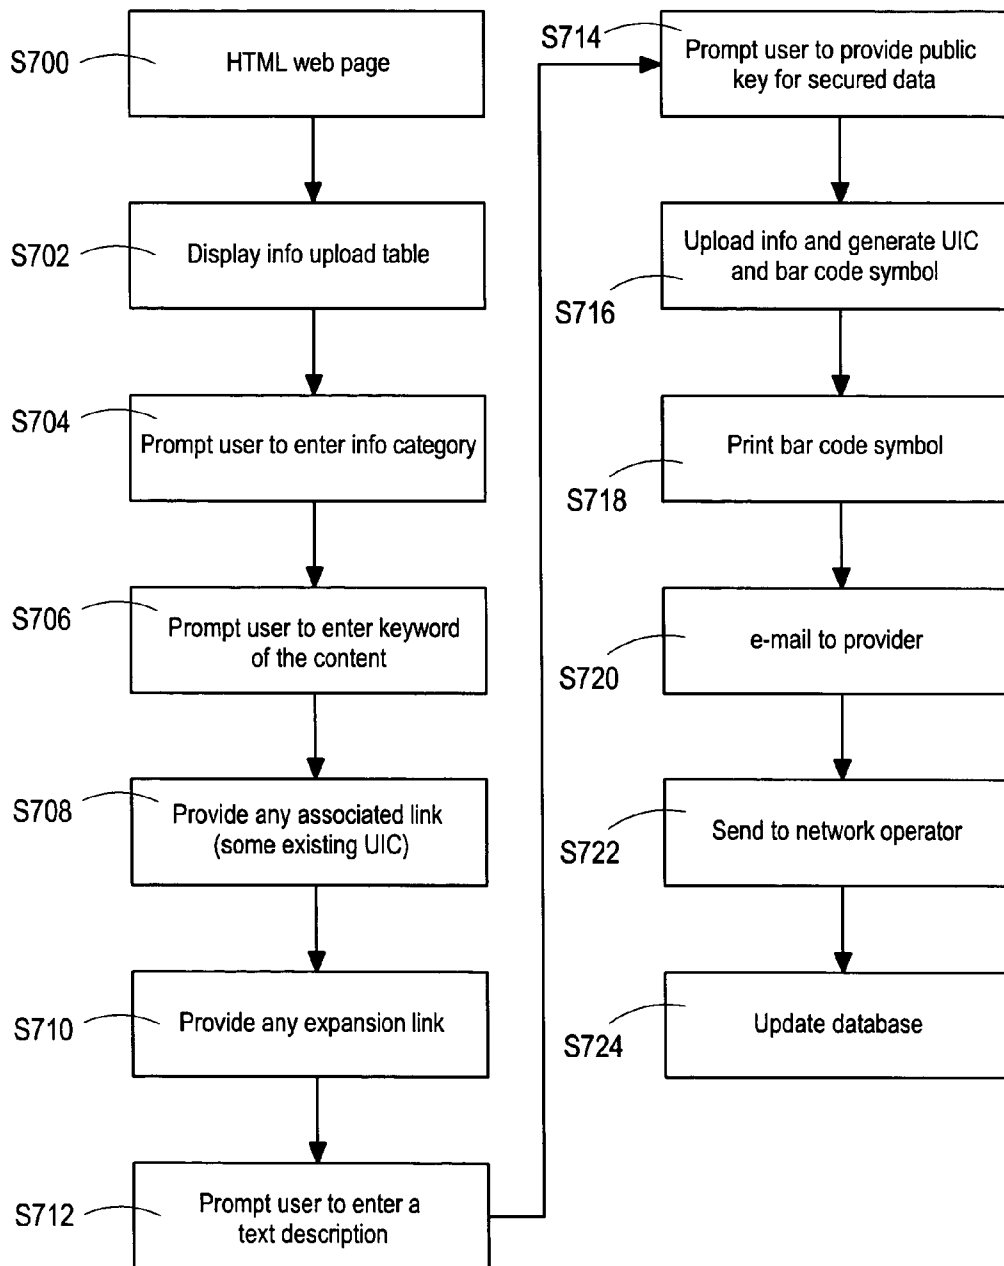 S700
HTML web page
S702
Display info upload table
S704
Prompt user to enter info category
S706
Prompt user to enter keyword
of the content
S708
Provide any associated link
(some existing UIC)
S710
Provide any expansion link
S712
Prompt user to enter a
text description
S714
Prompt user to provide public
key for secured data
Upload info and generate UIC
and bar code symbol
S716
Print bar code symbol
S718
e-mail to provider
S720
Send to network operator
S722
Update database
S724